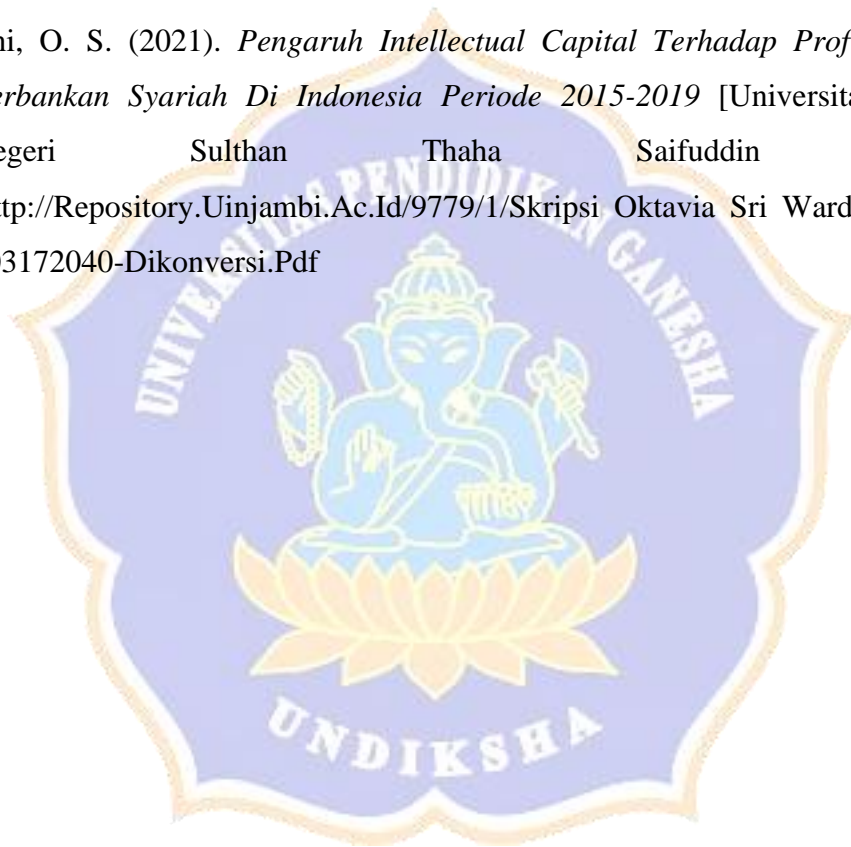 ni, O. S. (2021). Pengaruh Intellectual Capital Terhadap Prof
erbankan Syariah Di Indonesia Periode 2015-2019 [Universita
egeri Sulthan Thaha Saifuddin
ttp://Repository.Uinjambi.Ac.Id/9779/1/Skripsi Oktavia Sri Ward
03172040-Dikonversi.Pdf
UNIVERSITAS PENDIDIKAN GANESHA
UNDIKSHA